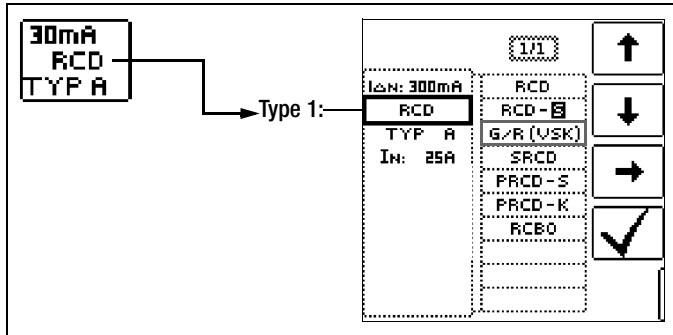 30mA
RCD
TYP A
Type 1:
1/1
I∆N: 300mA
RCD
TYP A
IN: 25A
RCD
RCD-S
G/R (VSK)
SRCD
PRCD-S
PRCD-K
RCBO